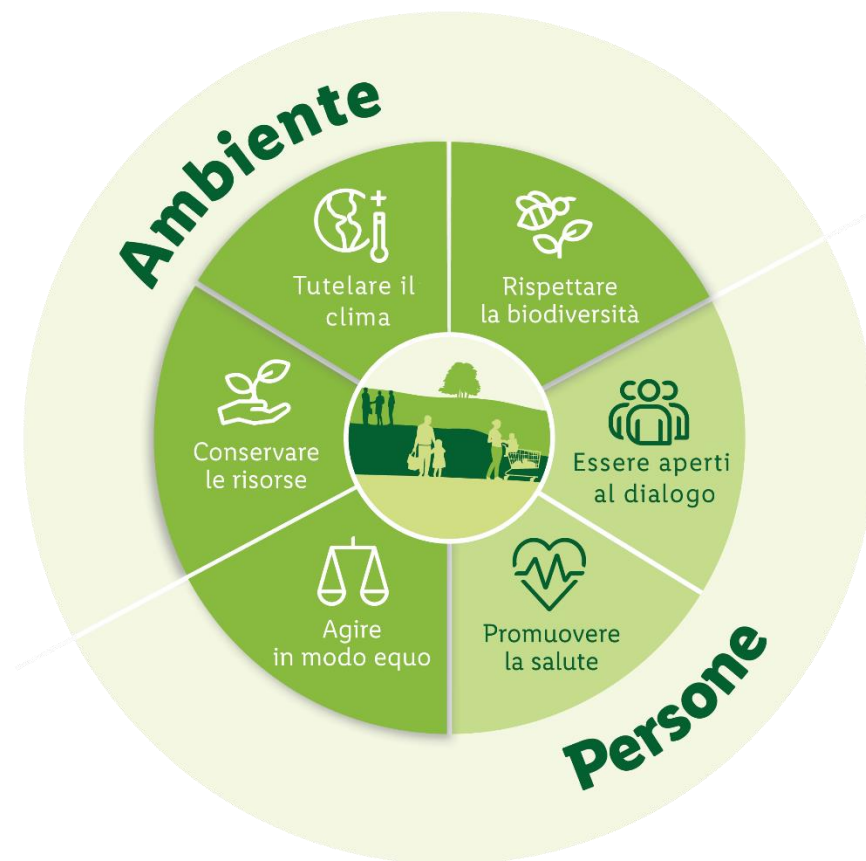 Ambiente
Tutelare il
clima
Rispettare
la biodiversità
Conservare
le risorse
Essere aperti
al dialogo
Agire
in modo equo
Promuovere
la salute
Persone